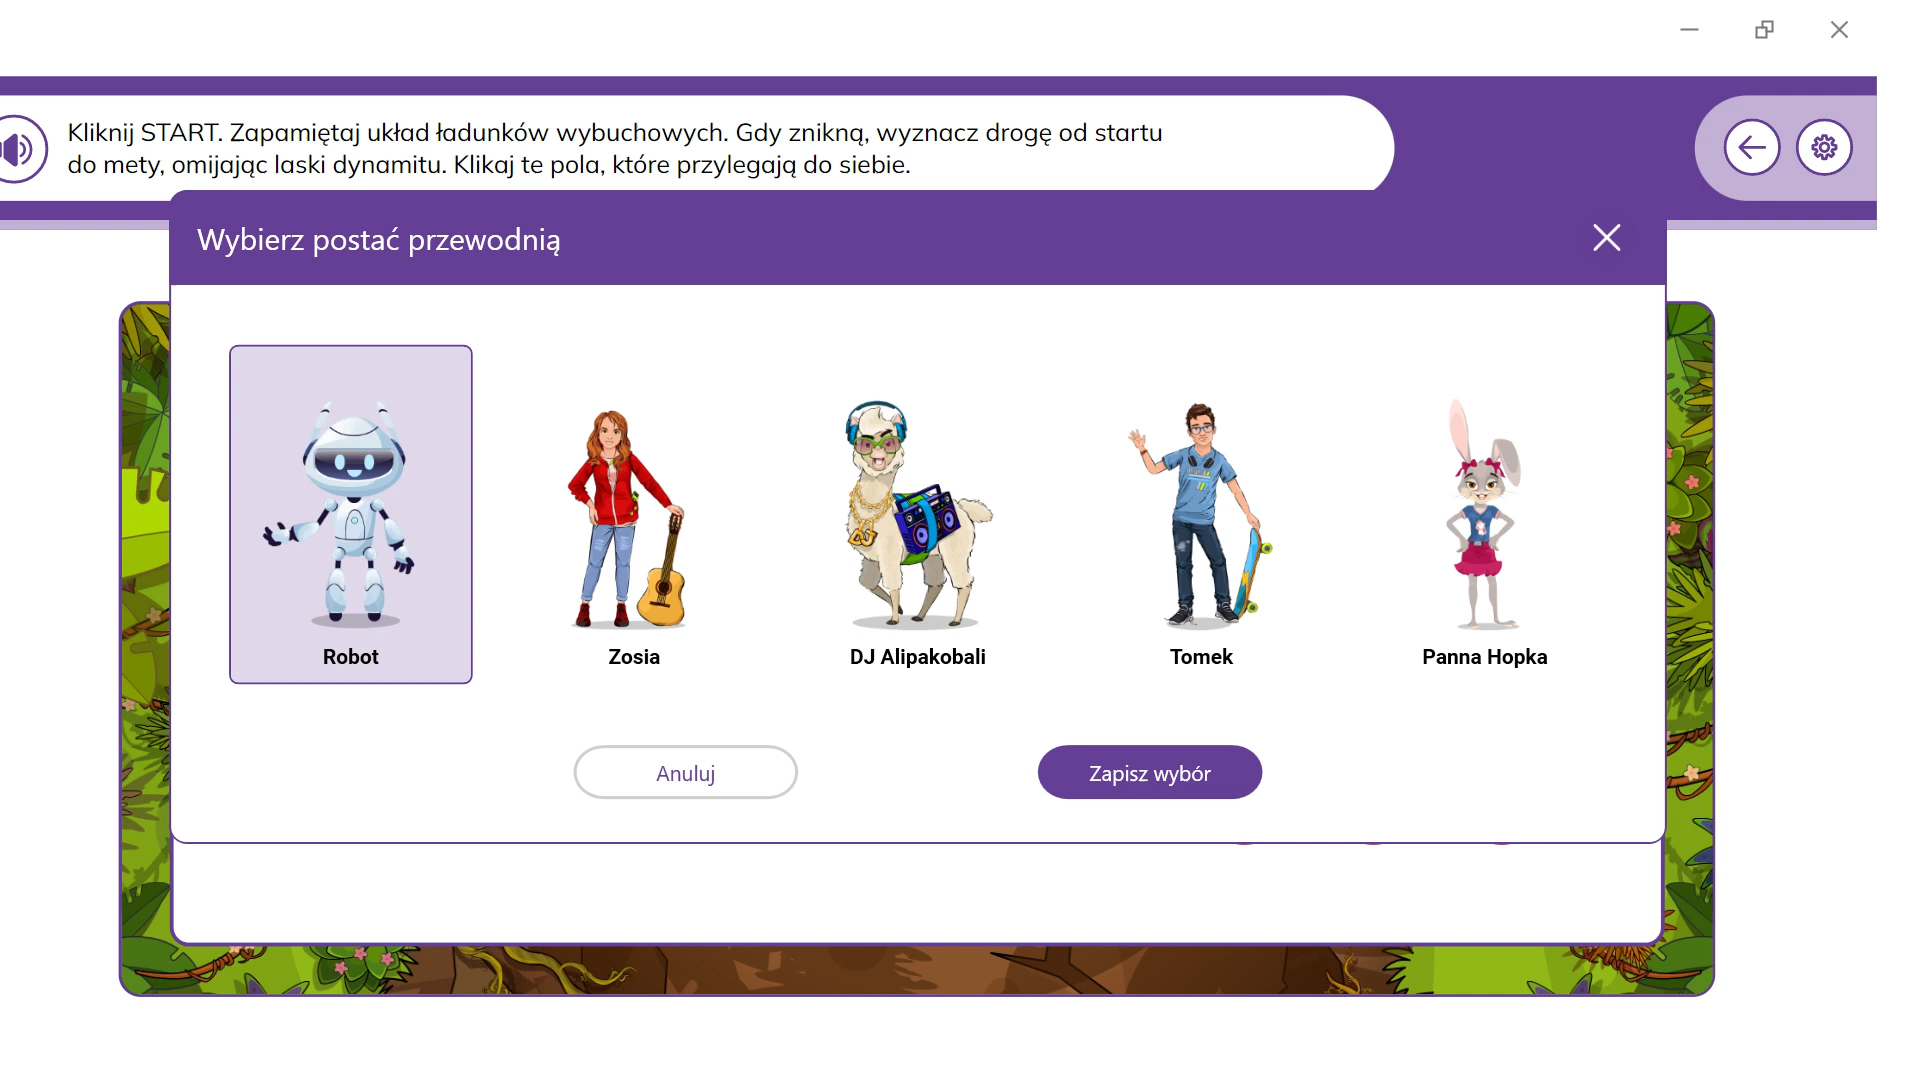 Kliknij START. Zapamiętaj układ ładunków wybuchowych. Gdy znikną, wyznacz drogę od startu
do mety, omijając laski dynamitu. Klikaj te pola, które przylegają do siebie.
Wybierz postać przewodnią
Robot
Zosia
DJ Alipakobali
Tomek
Panna Hopka
Anuluj
Zapisz wybór